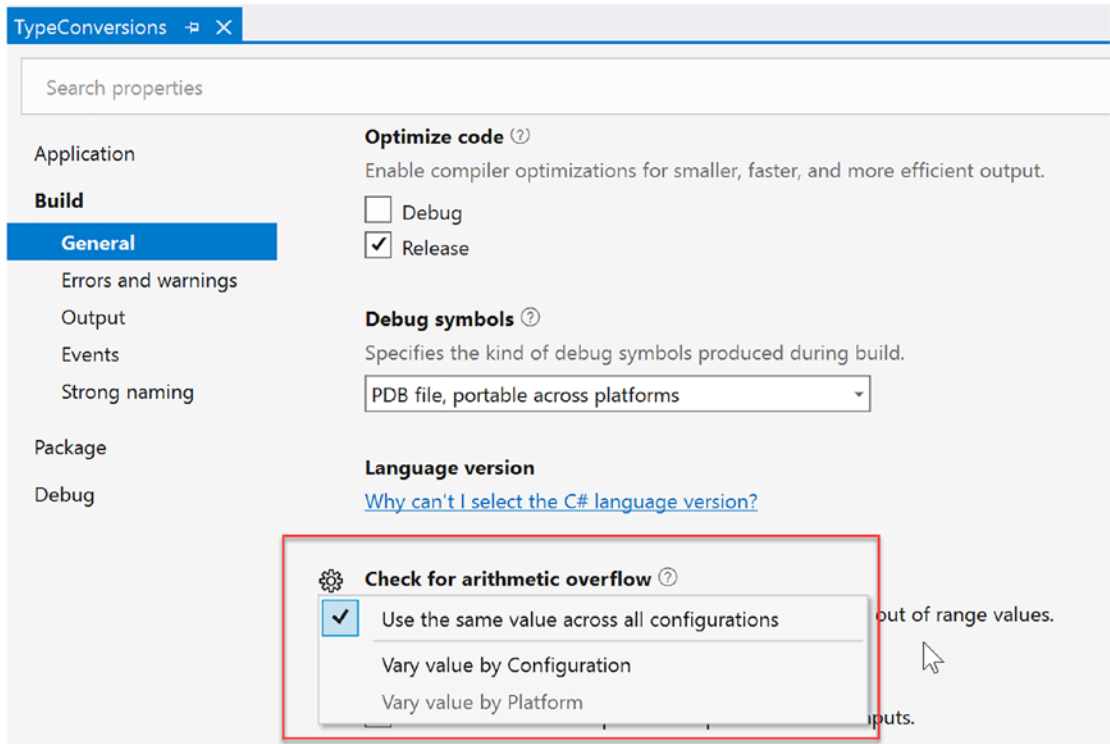 TypeConversions
Search properties
Application
Build
General
Errors and warnings
Output
Events
Strong naming
Package
Debug
Optimize code
Enable compiler optimizations for smaller, faster, and more efficient output.
Debug
Release
Debug symbols
Specifies the kind of debug symbols produced during build.
PDB file, portable across platforms
Language version
Why can't I select the C# language version?
Check for arithmetic overflow
Use the same value across all configurations
out of range values.
Vary value by Configuration
Vary value by Platform